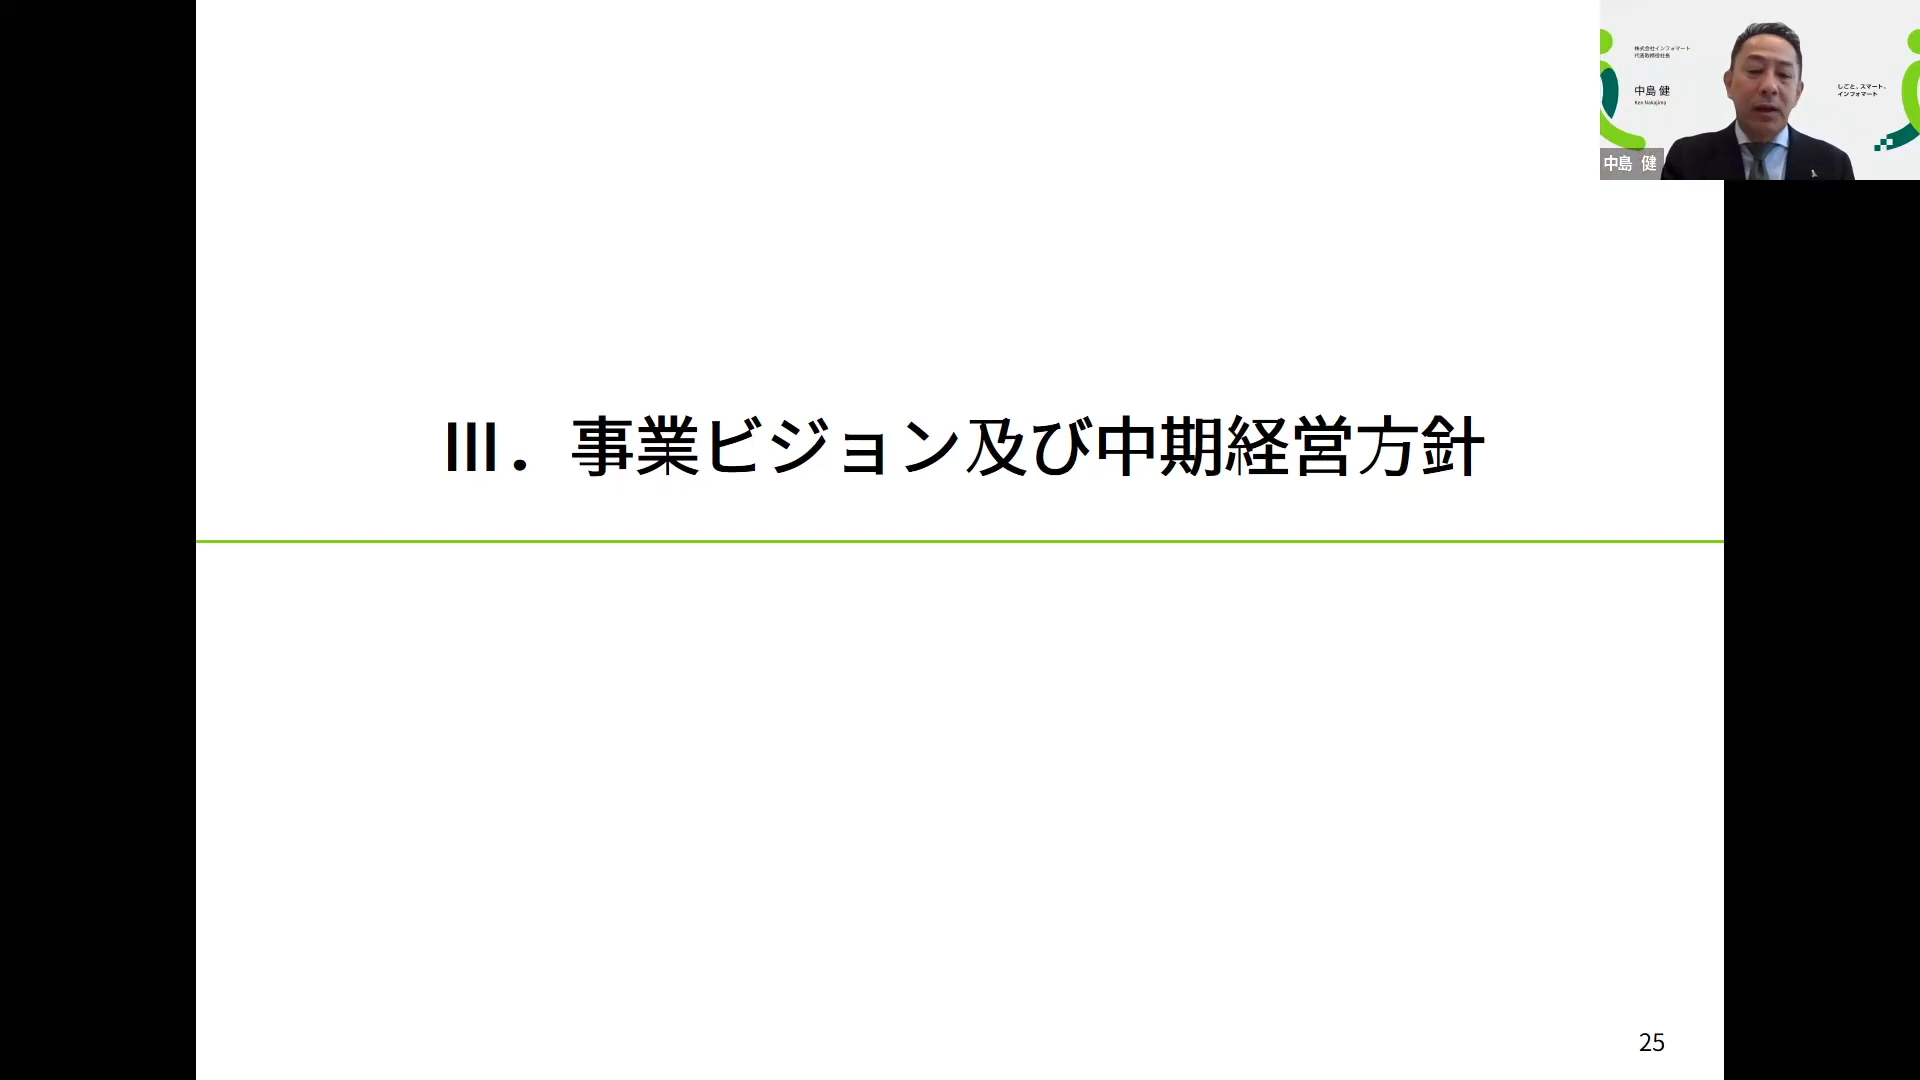 株式会社インフォマート
代表取締役社長
中島 健
Ken Nakajima
しごと、スマート。
インフォマート
中島 健
Ⅲ．事業ビジョン及び中期経営方針
25